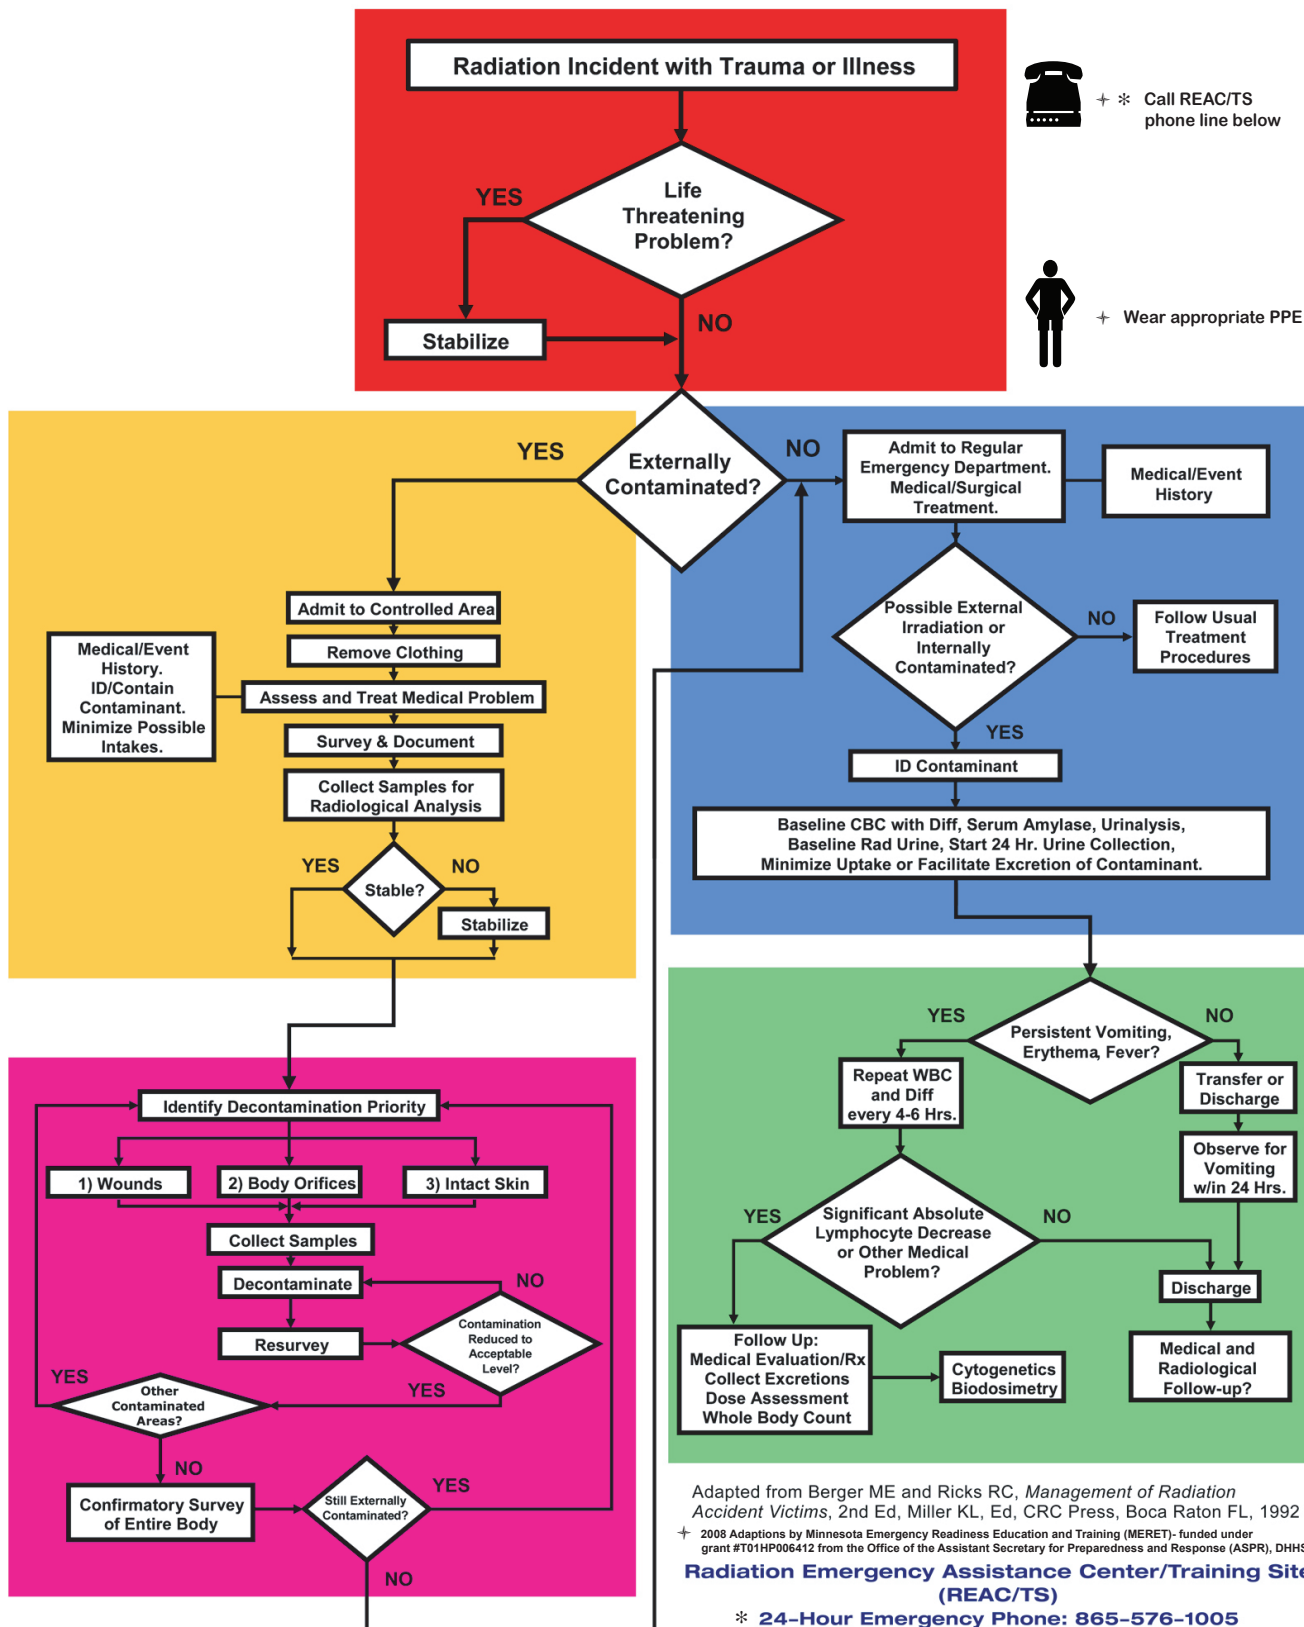 Radiation Incident with Trauma or Illness
+ * Call REAC/TS
phone line below
Life
Threatening
Problem?
YES
NO
Stabilize
+ Wear appropriate PPE
Externally
Contaminated?
YES
NO
Admit to Controlled Area
Remove Clothing
Assess and Treat Medical Problem
Medical/Event
History.
ID/Contain
Contaminant.
Minimize Possible
Intakes.
Survey & Document
Collect Samples for
Radiological Analysis
Stable?
YES
NO
Stabilize
Admit to Regular
Emergency Department.
Medical/Surgical
Treatment.
Medical/Event
History
Possible External
Irradiation or
Internally
Contaminated?
NO
Follow Usual
Treatment
Procedures
YES
ID Contaminant
Baseline CBC with Diff, Serum Amylase, Urinalysis,
Baseline Rad Urine, Start 24 Hr. Urine Collection,
Minimize Uptake or Facilitate Excretion of Contaminant.
Identify Decontamination Priority
1) Wounds
2) Body Orifices
3) Intact Skin
Collect Samples
Decontaminate
NO
Resurvey
Contamination
Reduced to
Acceptable
Level?
YES
Other
Contaminated
Areas?
YES
NO
Confirmatory Survey
of Entire Body
Still Externally
Contaminated?
YES
NO
Persistent Vomiting,
Erythema, Fever?
YES
NO
Repeat WBC
and Diff
every 4-6 Hrs.
Transfer or
Discharge
Observe for
Vomiting
w/in 24 Hrs.
Significant Absolute
Lymphocyte Decrease
or Other Medical
Problem?
YES
NO
Discharge
Follow Up:
Medical Evaluation/Rx
Collect Excretions
Dose Assessment
Whole Body Count
Cytogenetics
Biodosimetry
Medical and
Radiological
Follow-up?
Adapted from Berger ME and Ricks RC, Management of Radiation
Accident Victims, 2nd Ed, Miller KL, Ed, CRC Press, Boca Raton FL, 1992
+ 2008 Adaptions by Minnesota Emergency Readiness Education and Training (MERET)- funded under
grant #T01HP006412 from the Office of the Assistant Secretary for Preparedness and Response (ASPR), DHHS
Radiation Emergency Assistance Center/Training Site
(REAC/TS)
* 24-Hour Emergency Phone: 865-576-1005